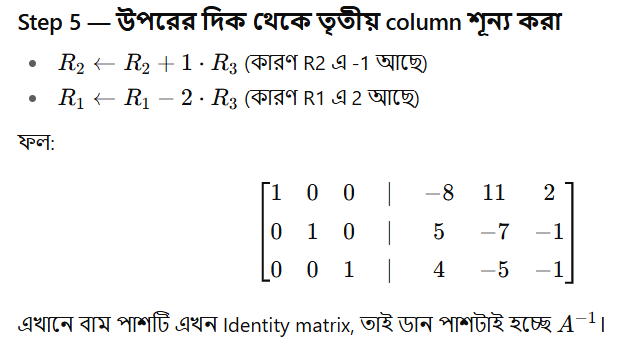 Step 5 — উপরের দিক থেকে তৃতীয় column শূন্য করা
• R₂ ← R₂ + 1 · R₃ (কারণ R2 এ -1 আছে)
• R₁ ← R₁ − 2 · R₃ (কারণ R1 এ 2 আছে)
ফল:
[1 0 0 | −8 11 2]
[0 1 0 | 5 −7 −1]
[0 0 1 | 4 −5 −1]
এখানে বাম পাশটি এখন Identity matrix, তাই ডান পাশটাই হচ্ছে A⁻¹।